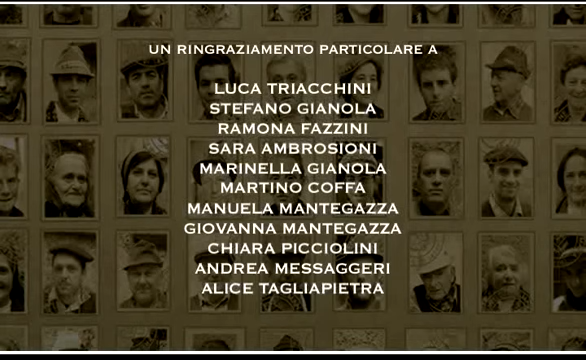 UN RINGRAZIAMENTO PARTICOLARE A
LUCA TRIACCHINI
STEFANO GIANOLA
RAMONA FAZZINI
SARA AMBROSIONI
MARINELLA GIANOLA
MARTINO COFFA
MANUELA MANTEGAZZA
GIOVANNA MANTEGAZZA
CHIARA PICCIOLINI
ANDREA MESSAGGERI
ALICE TAGLIAPIETRA